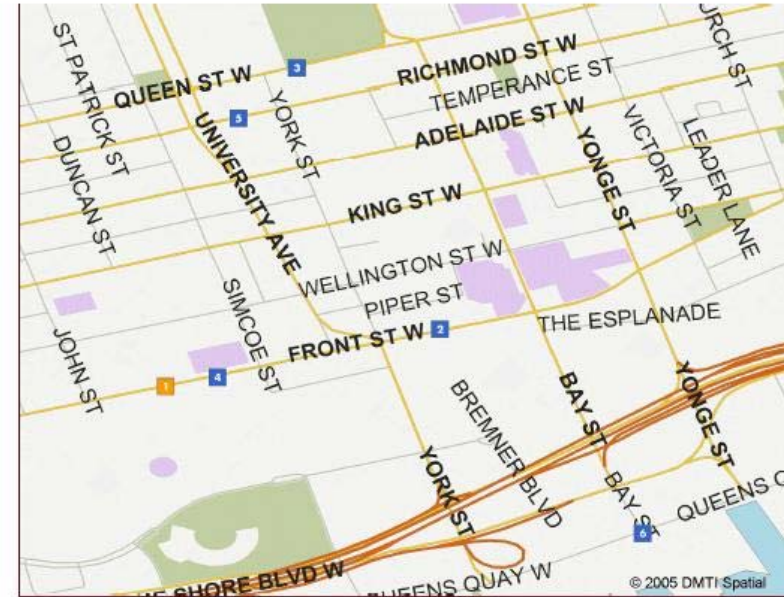 ST PATRICK ST
QUEEN ST W
3
RICHMOND ST W
URCH ST
TEMPERANCE ST
5
YORK ST
ADELAIDE ST W
UNIVERSITY AVE
DUNCAN ST
YONGE ST
VICTORIA ST
LEADER LANE
KING ST W
WELLINGTON ST W
PIPER ST
SIMCOE ST
JOHN ST
FRONT ST W
2
THE ESPLANADE
1
4
BAY ST
YONGE ST
BREMNER BLVD
YORK ST
BAY ST
6
QUEENS Q
SHORE BLVD W
UEENS QUAY W
© 2005 DMTI Spatial